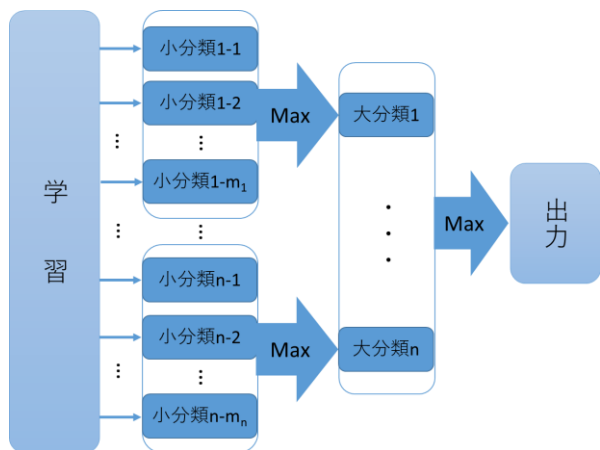 学
習
小分類1-1
小分類1-2
⋮
⋮
小分類1-m₁
⋮
⋮
小分類n-1
小分類n-2
⋮
⋮
小分類n-mₙ
Max
Max
大分類1
⋮
大分類n
Max
出
力